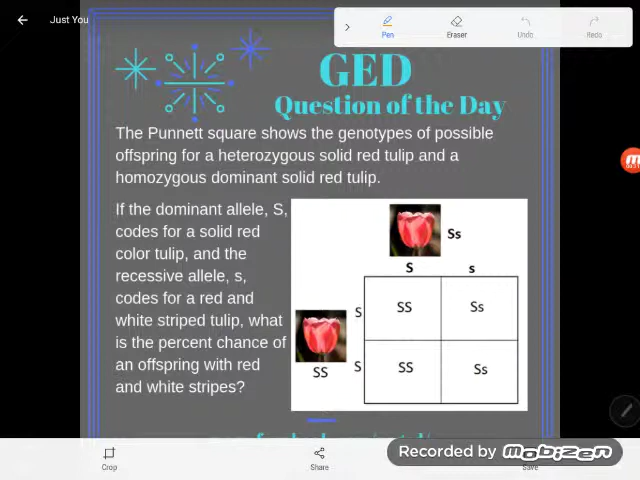 Just You
Pen
Eraser
Undo
Redo
GED
Question of the Day
The Punnett square shows the genotypes of possible
offspring for a heterozygous solid red tulip and a
homozygous dominant solid red tulip.
If the dominant allele, S,
codes for a solid red
color tulip, and the
recessive allele, s,
codes for a red and
white striped tulip, what
is the percent chance of
an offspring with red
and white stripes?
Ss
S s
S SS Ss
SS
S SS Ss
Recorded by Mobizen
Crop
Share
Save